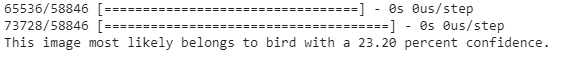 65536/58846 [=================================] - 0s 0us/step
73728/58846 [=====================================] - 0s 0us/step
This image most likely belongs to bird with a 23.20 percent confidence.